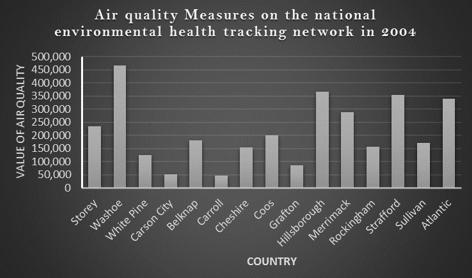 Air quality Measures on the national
environmental health tracking network in 2004
VALUE OF AIR QUALITY
500,000
450,000
400,000
350,000
300,000
250,000
200,000
150,000
100,000
50,000
0
Storey
Washoe
White Pine
Carson City
Belknap
Carroll
Cheshire
Coos
Grafton
Hillsborough
Merrimack
Rockingham
Strafford
Sullivan
Atlantic
COUNTRY